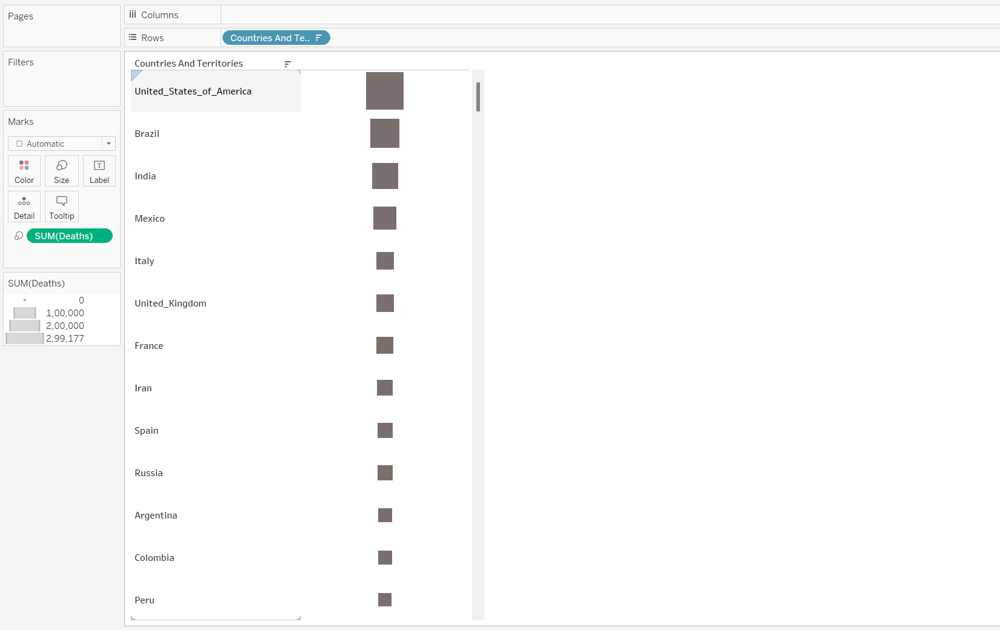 Pages
Columns
Rows
Countries And Te..
Filters
Marks
Automatic
Color
Size
T
Label
Detail
Tooltip
SUM(Deaths)
SUM(Deaths)
0
1,00,000
2,00,000
2,99,177
Countries And Territories
United_States_of_America
Brazil
India
Mexico
Italy
United_Kingdom
France
Iran
Spain
Russia
Argentina
Colombia
Peru